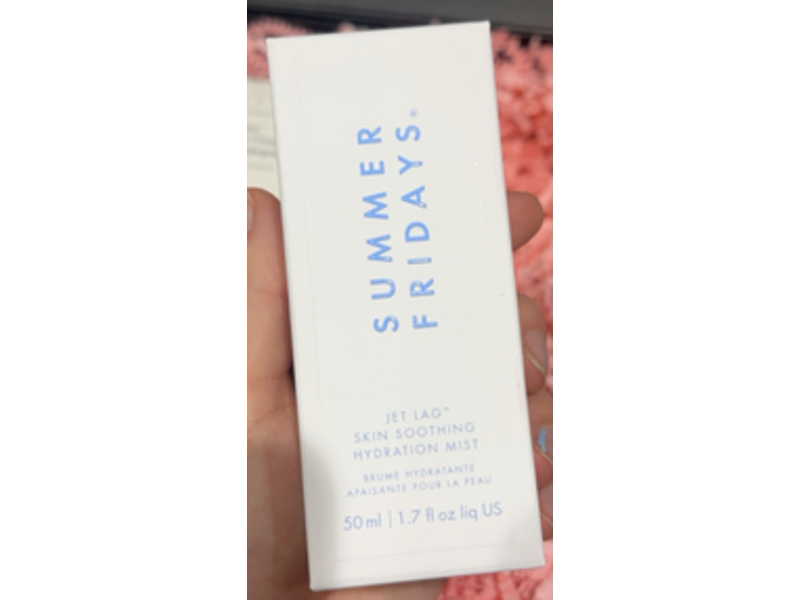 SUMMER
FRIDAYS®
JET LAG™
SKIN SOOTHING
HYDRATION MIST
BRUME HYDRATANTE
APAISANTE POUR LA PEAU
50 ml | 1.7 fl oz liq US